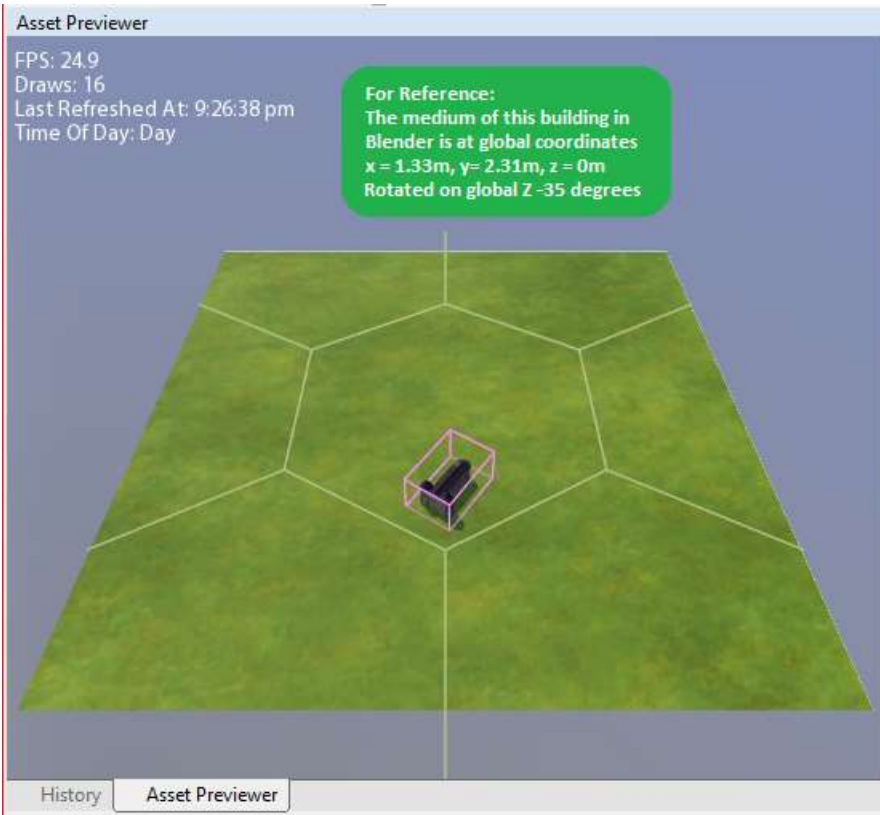 Asset Previewer
FPS: 24.9
Draws: 16
Last Refreshed At: 9:26:38 pm
Time Of Day: Day
For Reference:
The medium of this building in
Blender is at global coordinates
x = 1.33m, y= 2.31m, z = 0m
Rotated on global Z -35 degrees
History
Asset Previewer